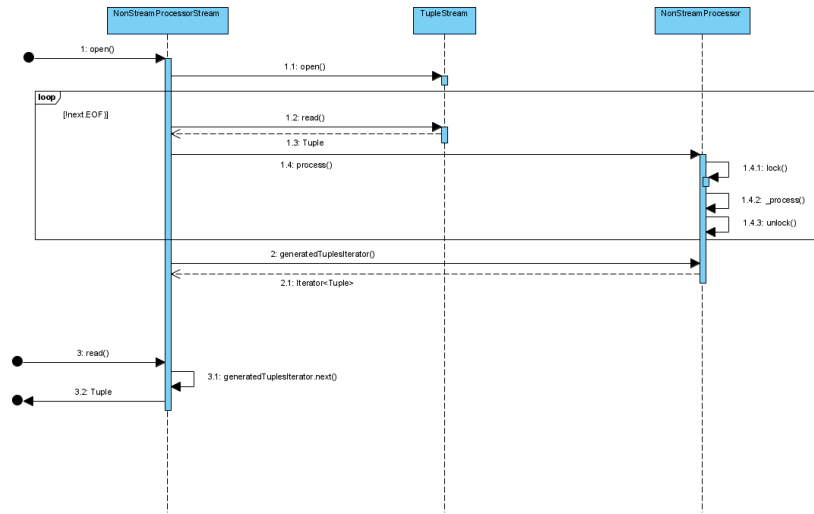 NonStreamProcessorStream
TupleStream
NonStreamProcessor
1: open()
1.1: open()
loop
[!next.EOF)]
1.2: read()
1.3: Tuple
1.4: process()
1.4.1: lock()
1.4.2: _process()
1.4.3: unlock()
2: generatedTuplesIterator()
2.1: Iterator<Tuple>
3: read()
3.1: generatedTuplesIterator.next()
3.2: Tuple